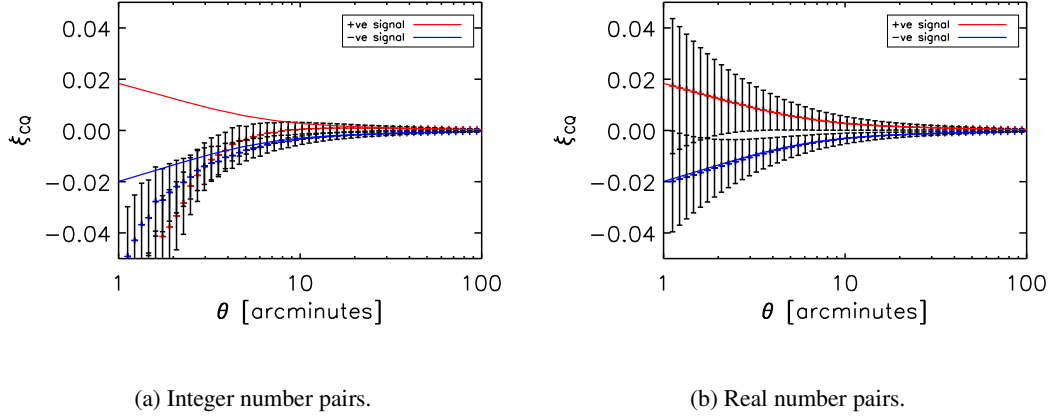 0.04
0.02
0.00
−0.02
−0.04
ξCQ
+ve signal
−ve signal
1
10
100
θ [arcminutes]
(a) Integer number pairs.
0.04
0.02
0.00
−0.02
−0.04
ξCQ
+ve signal
−ve signal
1
10
100
θ [arcminutes]
(b) Real number pairs.